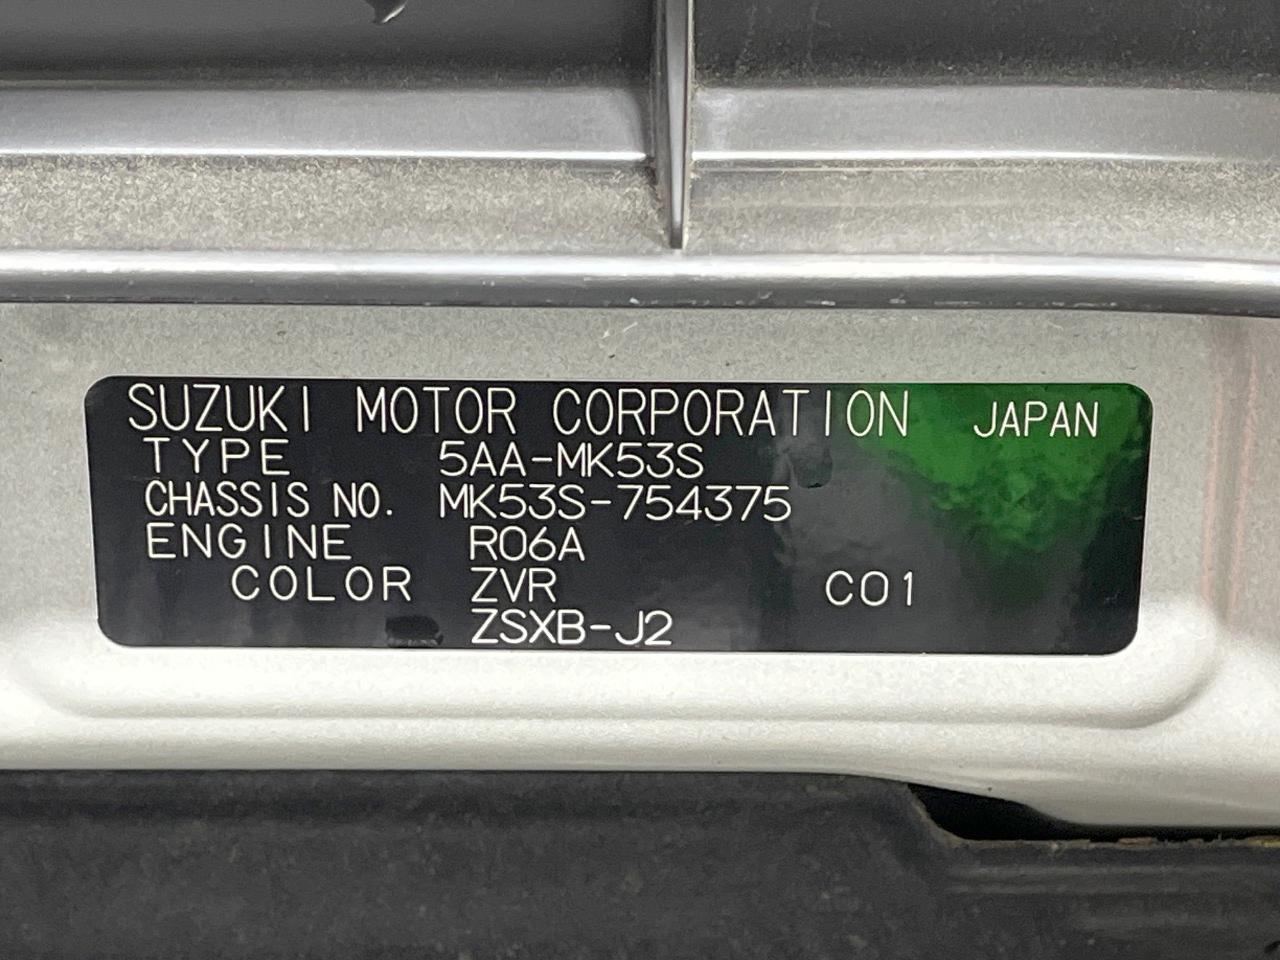 SUZUKI MOTOR CORPORATION JAPAN
TYPE 5AA-MK53S
CHASSIS NO. MK53S-754375
ENGINE R06A
COLOR ZVR C01
ZSXB-J2